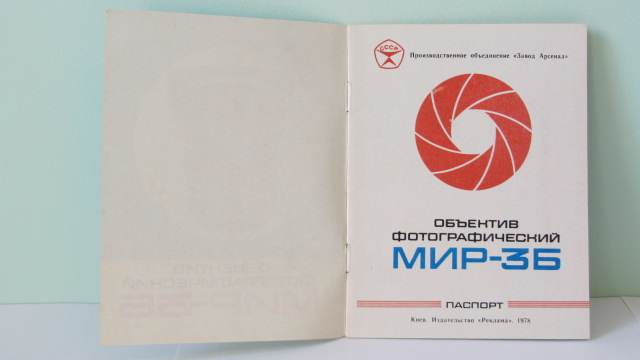 СССР
Производственное объединение «Завод Арсенал»
ОБЪЕКТИВ
ФОТОГРАФИЧЕСКИЙ
МИР-3Б
ПАСПОРТ
Киев. Издательство «Реклама». 1978